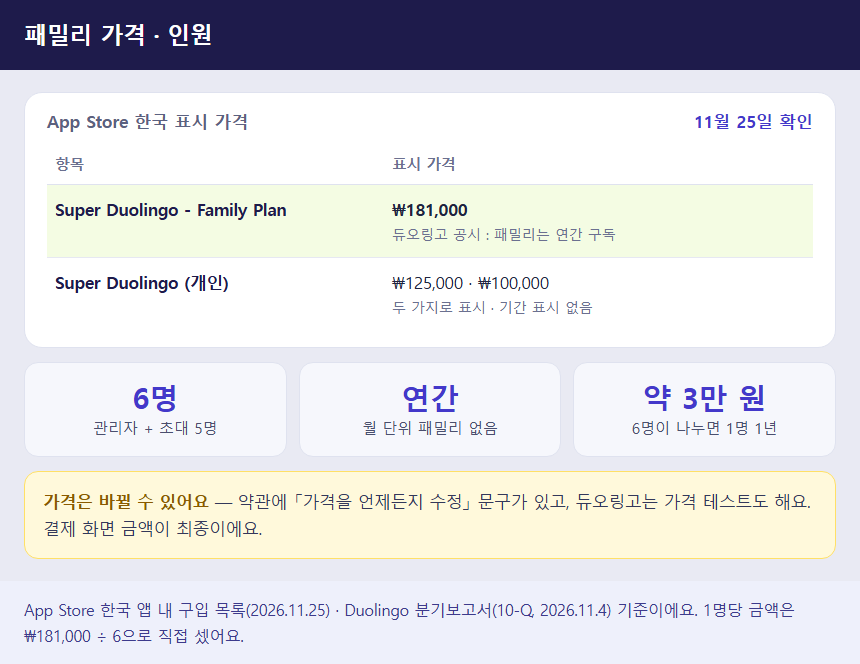 패밀리 가격 · 인원
App Store 한국 표시 가격
11월 25일 확인
항목
표시 가격
Super Duolingo - Family Plan
₩181,000
듀오링고 공시 : 패밀리는 연간 구독
Super Duolingo (개인)
₩125,000 · ₩100,000
두 가지로 표시 · 기간 표시 없음
6명
관리자 + 초대 5명
연간
월 단위 패밀리 없음
약 3만 원
6명이 나누면 1명 1년
가격은 바뀔 수 있어요 — 약관에 「가격을 언제든지 수정」 문구가 있고, 듀오링고는 가격 테스트도 해요.
결제 화면 금액이 최종이에요.
App Store 한국 앱 내 구입 목록(2026.11.25) · Duolingo 분기보고서(10-Q, 2026.11.4) 기준이에요. 1명당 금액은
₩181,000 ÷ 6으로 직접 셌어요.